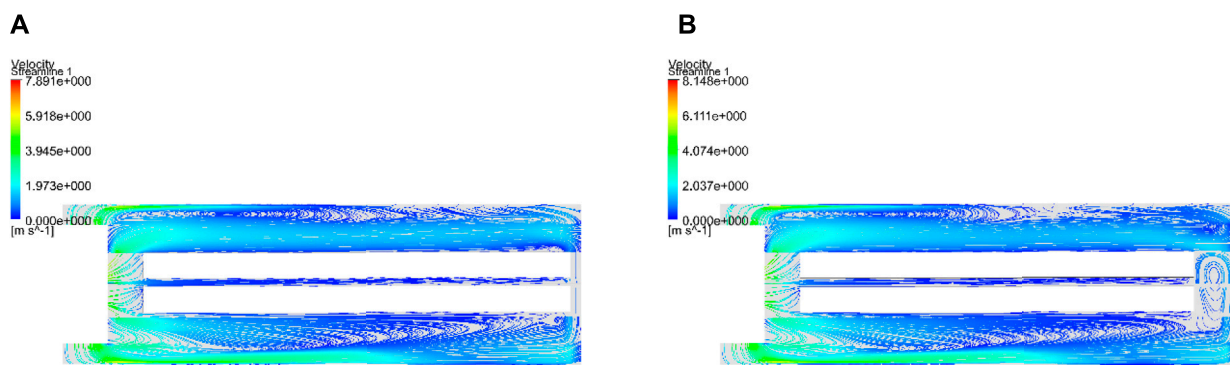 A
Velocity
Streamline 1
7.891e+000
5.918e+000
3.945e+000
1.973e+000
0.000e+000
[m s^-1]
B
Velocity
Streamline 1
8.148e+000
6.111e+000
4.074e+000
2.037e+000
0.000e+000
[m s^-1]